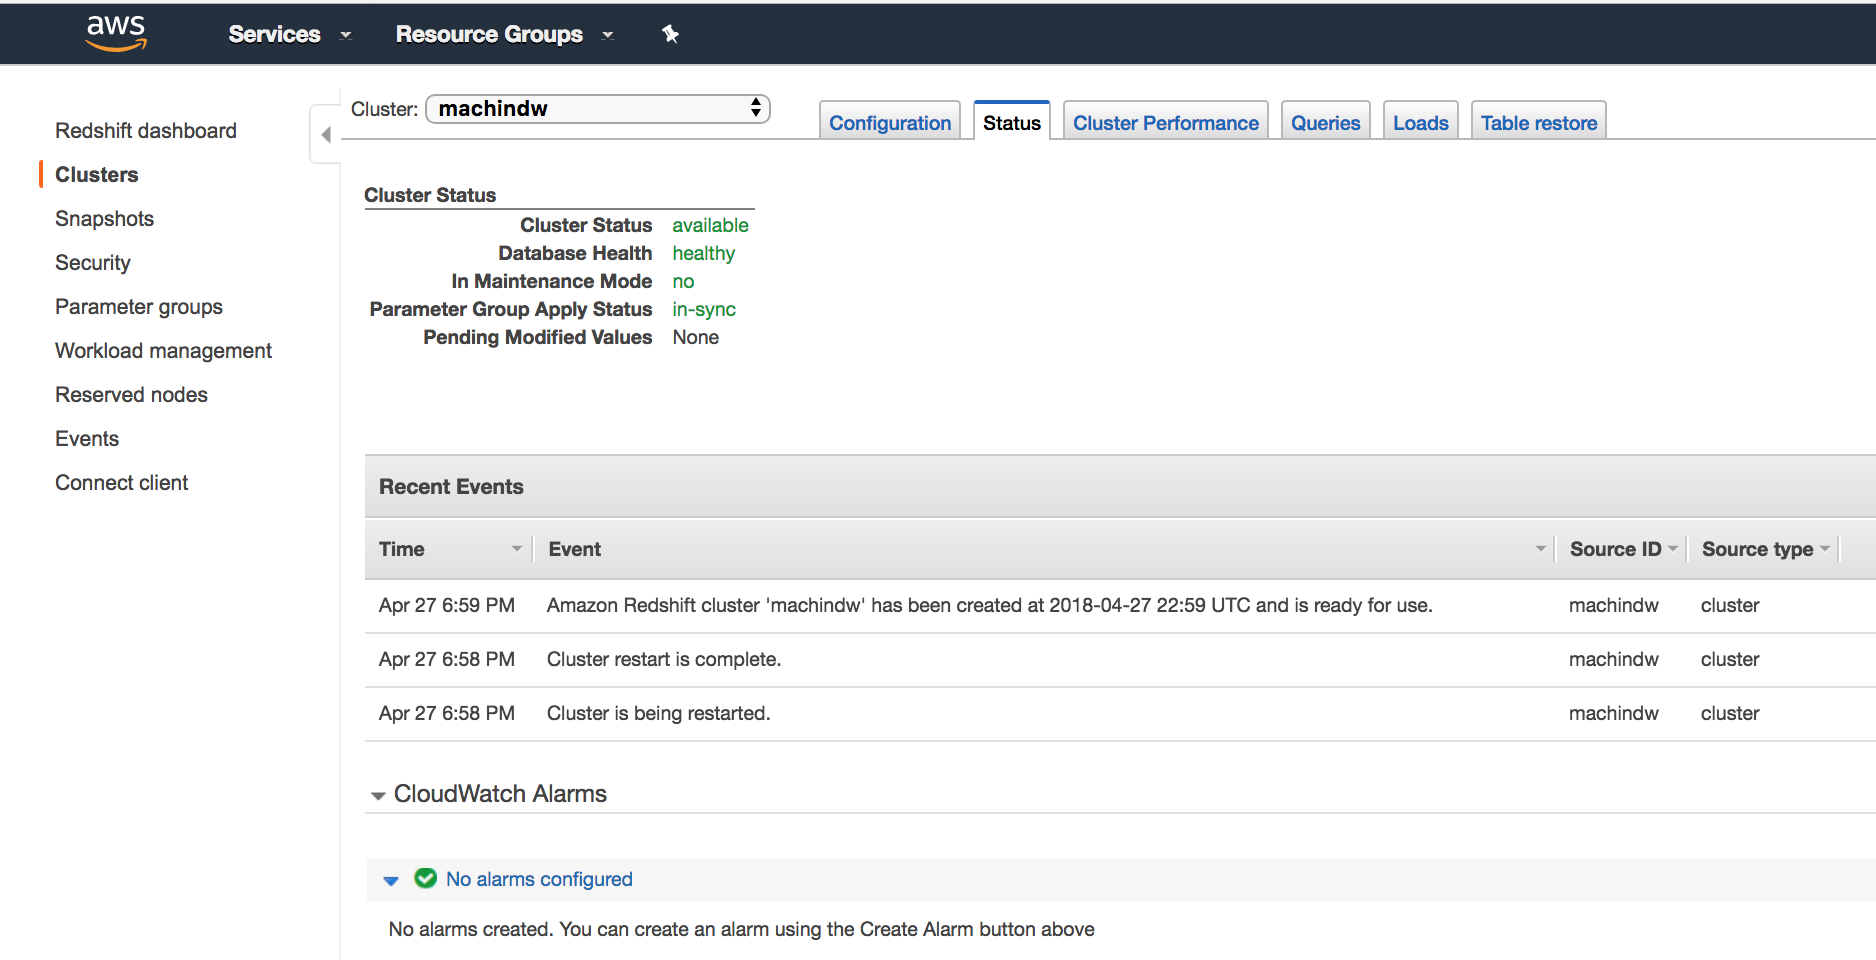 aws Services Resource Groups
Cluster: machindw Configuration Status Cluster Performance Queries Loads Table restore
Redshift dashboard
Clusters
Snapshots
Security
Parameter groups
Workload management
Reserved nodes
Events
Connect client
Cluster Status
Cluster Status available
Database Health healthy
In Maintenance Mode no
Parameter Group Apply Status in-sync
Pending Modified Values None
Recent Events
Time Event Source ID Source type
Apr 27 6:59 PM Amazon Redshift cluster 'machindw' has been created at 2018-04-27 22:59 UTC and is ready for use. machindw cluster
Apr 27 6:58 PM Cluster restart is complete. machindw cluster
Apr 27 6:58 PM Cluster is being restarted. machindw cluster
CloudWatch Alarms
No alarms configured
No alarms created. You can create an alarm using the Create Alarm button above